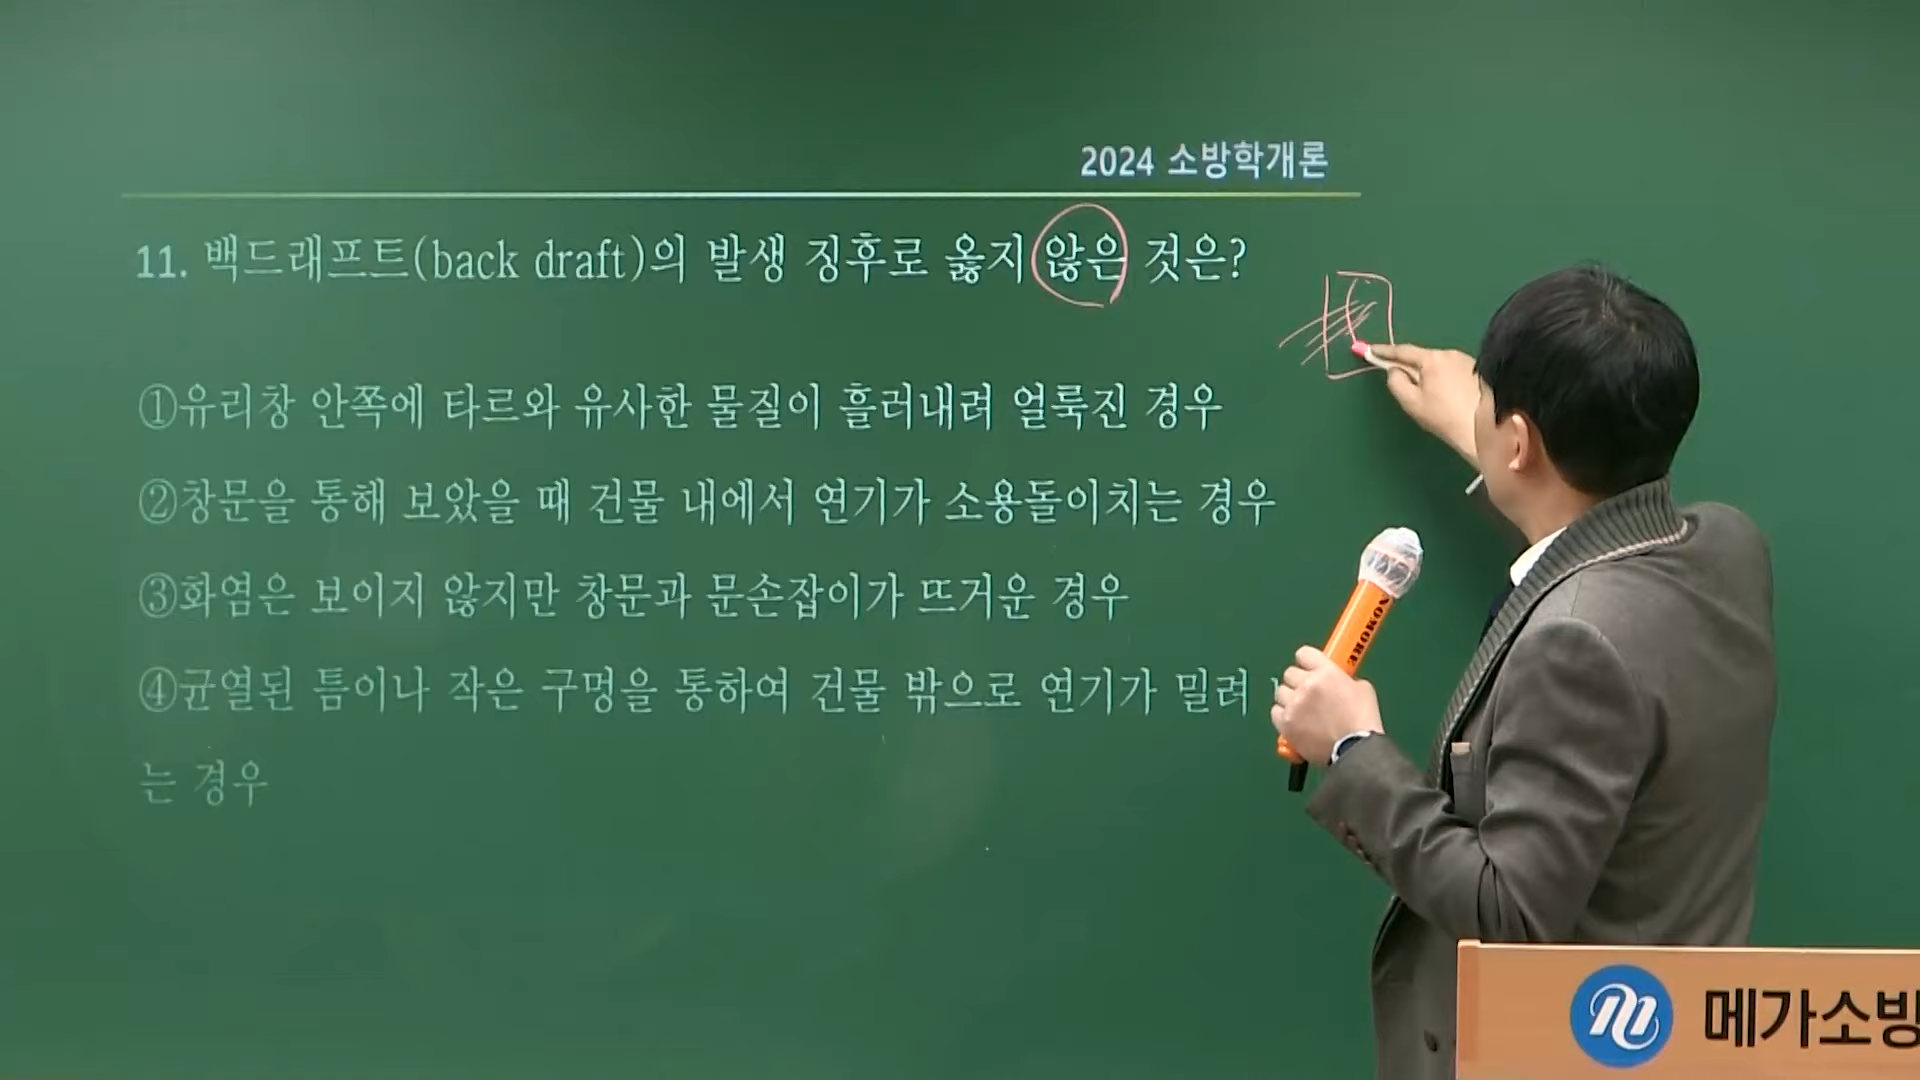 2024 소방학개론
11. 백드래프트(back draft)의 발생 징후로 옳지 않은 것은?
①유리창 안쪽에 타르와 유사한 물질이 흘러내려 얼룩진 경우
②창문을 통해 보았을 때 건물 내에서 연기가 소용돌이치는 경우
③화염은 보이지 않지만 창문과 문손잡이가 뜨거운 경우
④균열된 틈이나 작은 구멍을 통하여 건물 밖으로 연기가 밀려
는 경우
메가소방